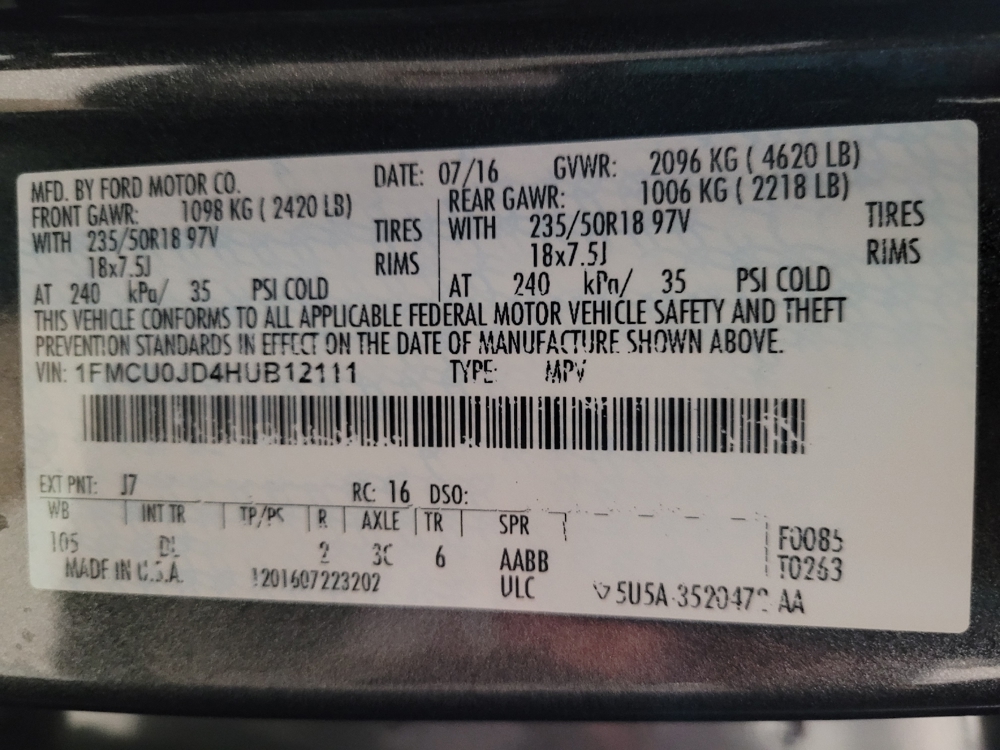 MFD. BY FORD MOTOR CO. DATE: 07/16 GVWR: 2096 KG ( 4620 LB)
FRONT GAWR: 1098 KG ( 2420 LB) REAR GAWR: 1006 KG ( 2218 LB)
WITH 235/50R18 97V TIRES WITH 235/50R18 97V TIRES
18x7.5J RIMS 18x7.5J RIMS
AT 240 kPa/ 35 PSI COLD AT 240 kPa/ 35 PSI COLD
THIS VEHICLE CONFORMS TO ALL APPLICABLE FEDERAL MOTOR VEHICLE SAFETY AND THEFT
PREVENTION STANDARDS IN EFFECT ON THE DATE OF MANUFACTURE SHOWN ABOVE.
VIN: 1FMCU0JD4HUB12111 TYPE: MPV
EXT PNT: J7 RC: 16 DSO:
WB INT TR TP/PS R AXLE TR SPR F0085
105 DL 2 3C 6 AABB T0263
MADE IN U.S.A. 1201607223202 ULC AA